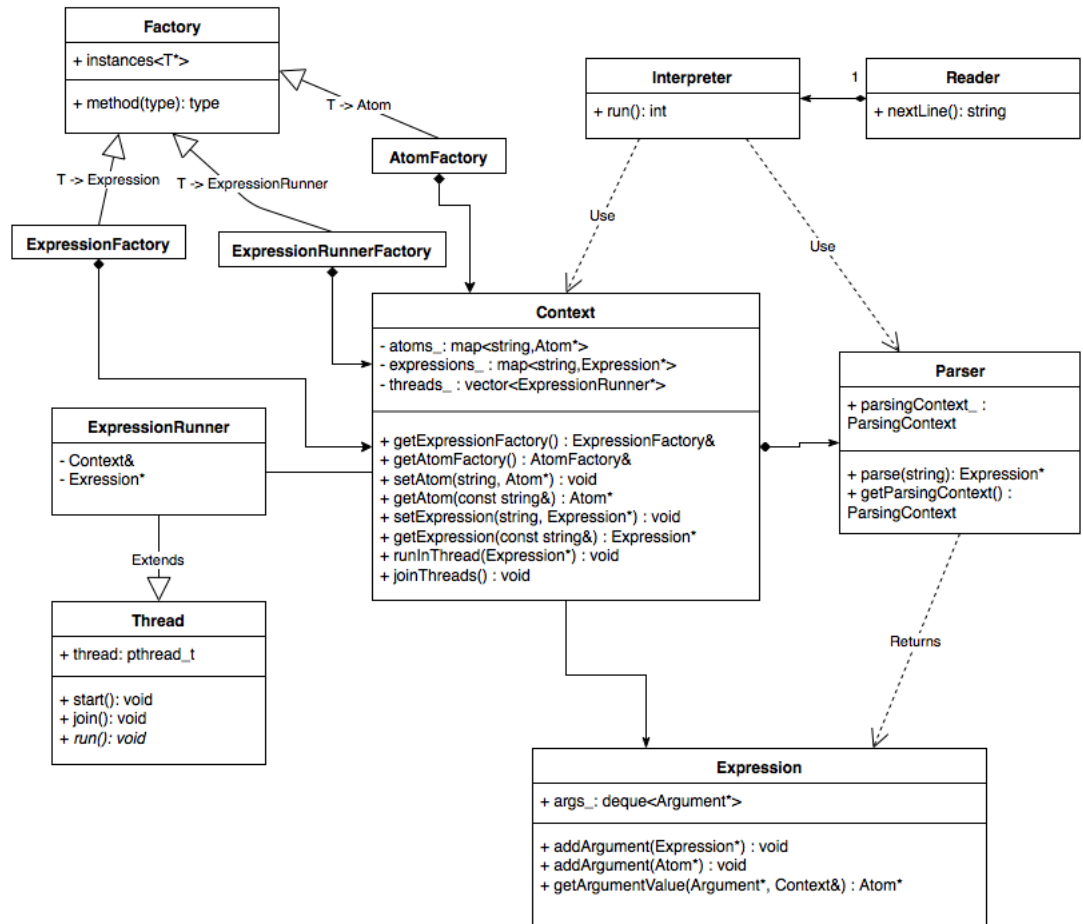 Factory
+ instances<T*>
+ method(type): type
T -> Atom
T -> Expression
T -> ExpressionRunner
AtomFactory
ExpressionFactory
ExpressionRunnerFactory
Interpreter
+ run(): int
1
Reader
+ nextLine(): string
Use
Use
Context
- atoms_: map<string,Atom*>
- expressions_ : map<string,Expression*>
- threads_ : vector<ExpressionRunner*>
+ getExpressionFactory() : ExpressionFactory&
+ getAtomFactory() : AtomFactory&
+ setAtom(string, Atom*) : void
+ getAtom(const string&) : Atom*
+ setExpression(string, Expression*) : void
+ getExpression(const string&) : Expression*
+ runInThread(Expression*) : void
+ joinThreads() : void
Parser
+ parsingContext_ :
ParsingContext
+ parse(string): Expression*
+ getParsingContext() :
ParsingContext
ExpressionRunner
- Context&
- Exression*
Extends
Thread
+ thread: pthread_t
+ start(): void
+ join(): void
+ run(): void
Returns
Expression
+ args_: deque<Argument*>
+ addArgument(Expression*) : void
+ addArgument(Atom*) : void
+ getArgumentValue(Argument*, Context&) : Atom*